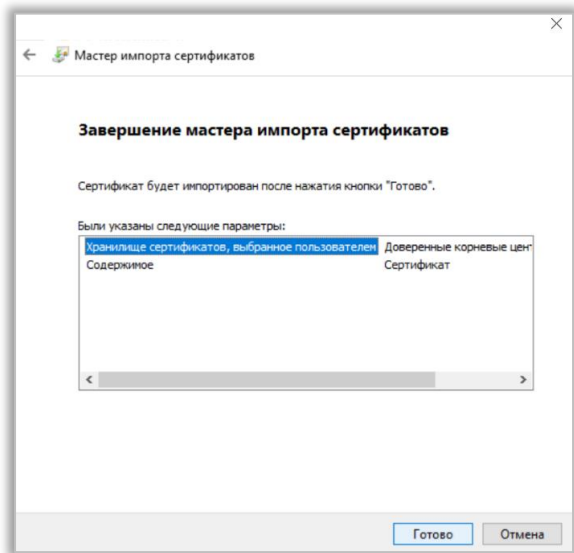 Мастер импорта сертификатов
Завершение мастера импорта сертификатов
Сертификат будет импортирован после нажатия кнопки "Готово".
Были указаны следующие параметры:
Хранилище сертификатов, выбранное пользователем Доверенные корневые цен
Содержимое Сертификат
Готово Отмена